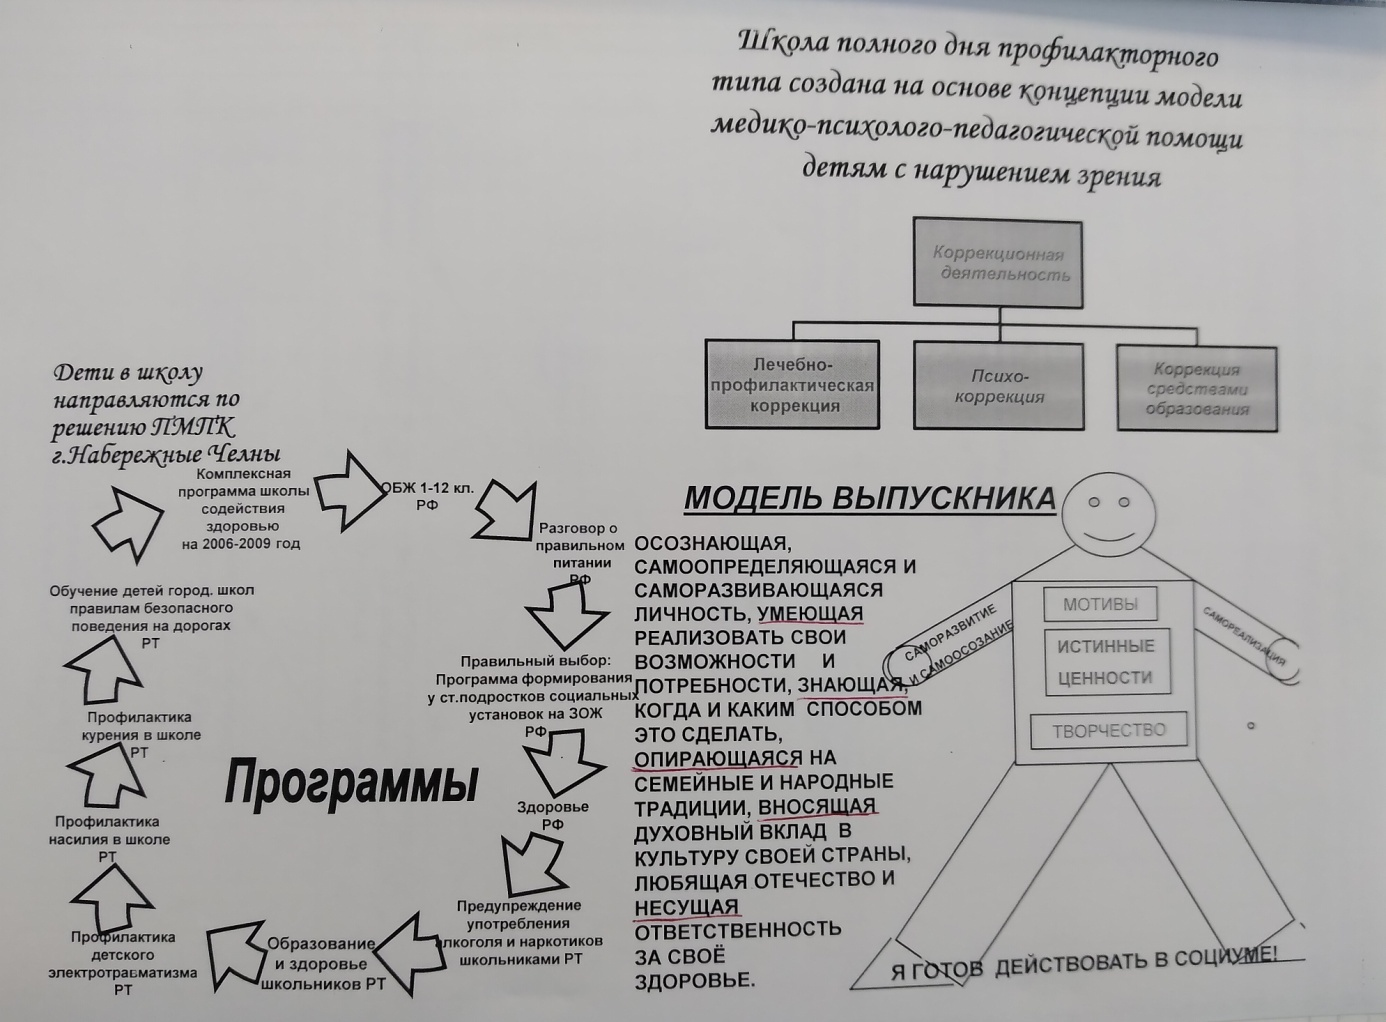 Школа полного дня профилакторного
типа создана на основе концепции модели
медико-психолого-педагогической помощи
детям с нарушением зрения
Коррекционная
деятельность
Лечебно-
профилактическая
коррекция
Психо-
коррекция
Коррекция
средствами
образования
Дети в школу
направляются по
решению ПМПК
г.Набережные Челны
Комплексная
программа школы
содействия
здоровью
на 2006-2009 год
ОБЖ 1-12 кл.
РФ
Разговор о
правильном
питании
РФ
Правильный выбор:
Программа формирования
у ст.подростков социальных
установок на ЗОЖ
РФ
Здоровье
РФ
Предупреждение
употребления
алкоголя и наркотиков
школьниками РТ
Образование
и здоровье
школьников РТ
Профилактика
детского
электротравматизма
РТ
Профилактика
насилия в школе
РТ
Профилактика
курения в школе
РТ
Обучение детей город. школ
правилам безопасного
поведения на дорогах
РТ
Программы
МОДЕЛЬ ВЫПУСКНИКА
ОСОЗНАЮЩАЯ,
САМООПРЕДЕЛЯЮЩАЯСЯ И
САМОРАЗВИВАЮЩАЯСЯ
ЛИЧНОСТЬ, УМЕЮЩАЯ
РЕАЛИЗОВАТЬ СВОИ
ВОЗМОЖНОСТИ И
ПОТРЕБНОСТИ, ЗНАЮЩАЯ,
КОГДА И КАКИМ СПОСОБОМ
ЭТО СДЕЛАТЬ,
ОПИРАЮЩАЯСЯ НА
СЕМЕЙНЫЕ И НАРОДНЫЕ
ТРАДИЦИИ, ВНОСЯЩАЯ
ДУХОВНЫЙ ВКЛАД В
КУЛЬТУРУ СВОЕЙ СТРАНЫ,
ЛЮБЯЩАЯ ОТЕЧЕСТВО И
НЕСУЩАЯ
ОТВЕТСТВЕННОСТЬ
ЗА СВОЁ
ЗДОРОВЬЕ.
САМОРАЗВИТИЕ
И САМООСОЗАНИЕ
МОТИВЫ
ИСТИННЫЕ
ЦЕННОСТИ
ТВОРЧЕСТВО
САМОРЕАЛИЗАЦИЯ
Я ГОТОВ ДЕЙСТВОВАТЬ В СОЦИУМЕ!